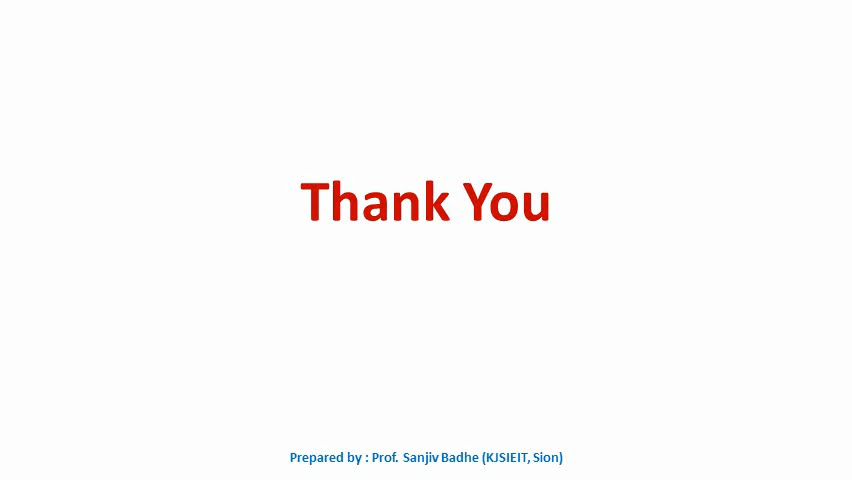 Thank You
Prepared by : Prof. Sanjiv Badhe (KJSIEIT, Sion)